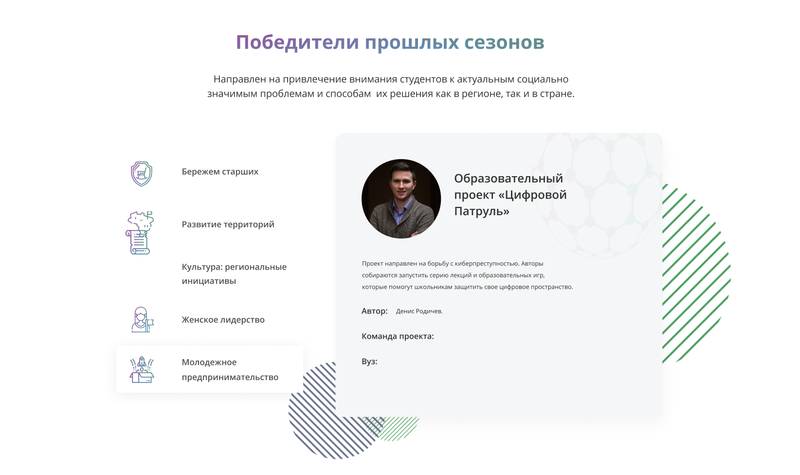 Победители прошлых сезонов
Направлен на привлечение внимания студентов к актуальным социально
значимым проблемам и способам их решения как в регионе, так и в стране.
Бережем старших
Развитие территорий
Культура: региональные
инициативы
Женское лидерство
Молодежное
предпринимательство
Образовательный
проект «Цифровой
Патруль»
Проект направлен на борьбу с киберпреступностью. Авторы
собираются запустить серию лекций и образовательных игр,
которые помогут школьникам защитить свое цифровое пространство.
Автор: Денис Родичев.
Команда проекта:
Вуз: